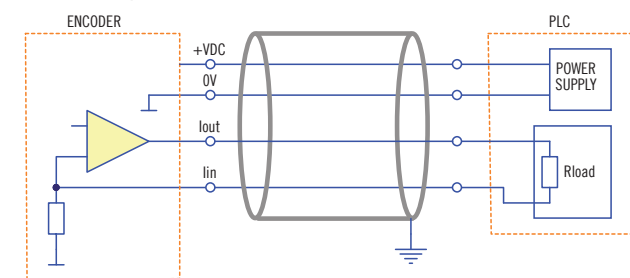 ENCODER
PLC
+VDC
0V
POWER
SUPPLY
Iout
Iin
Rload